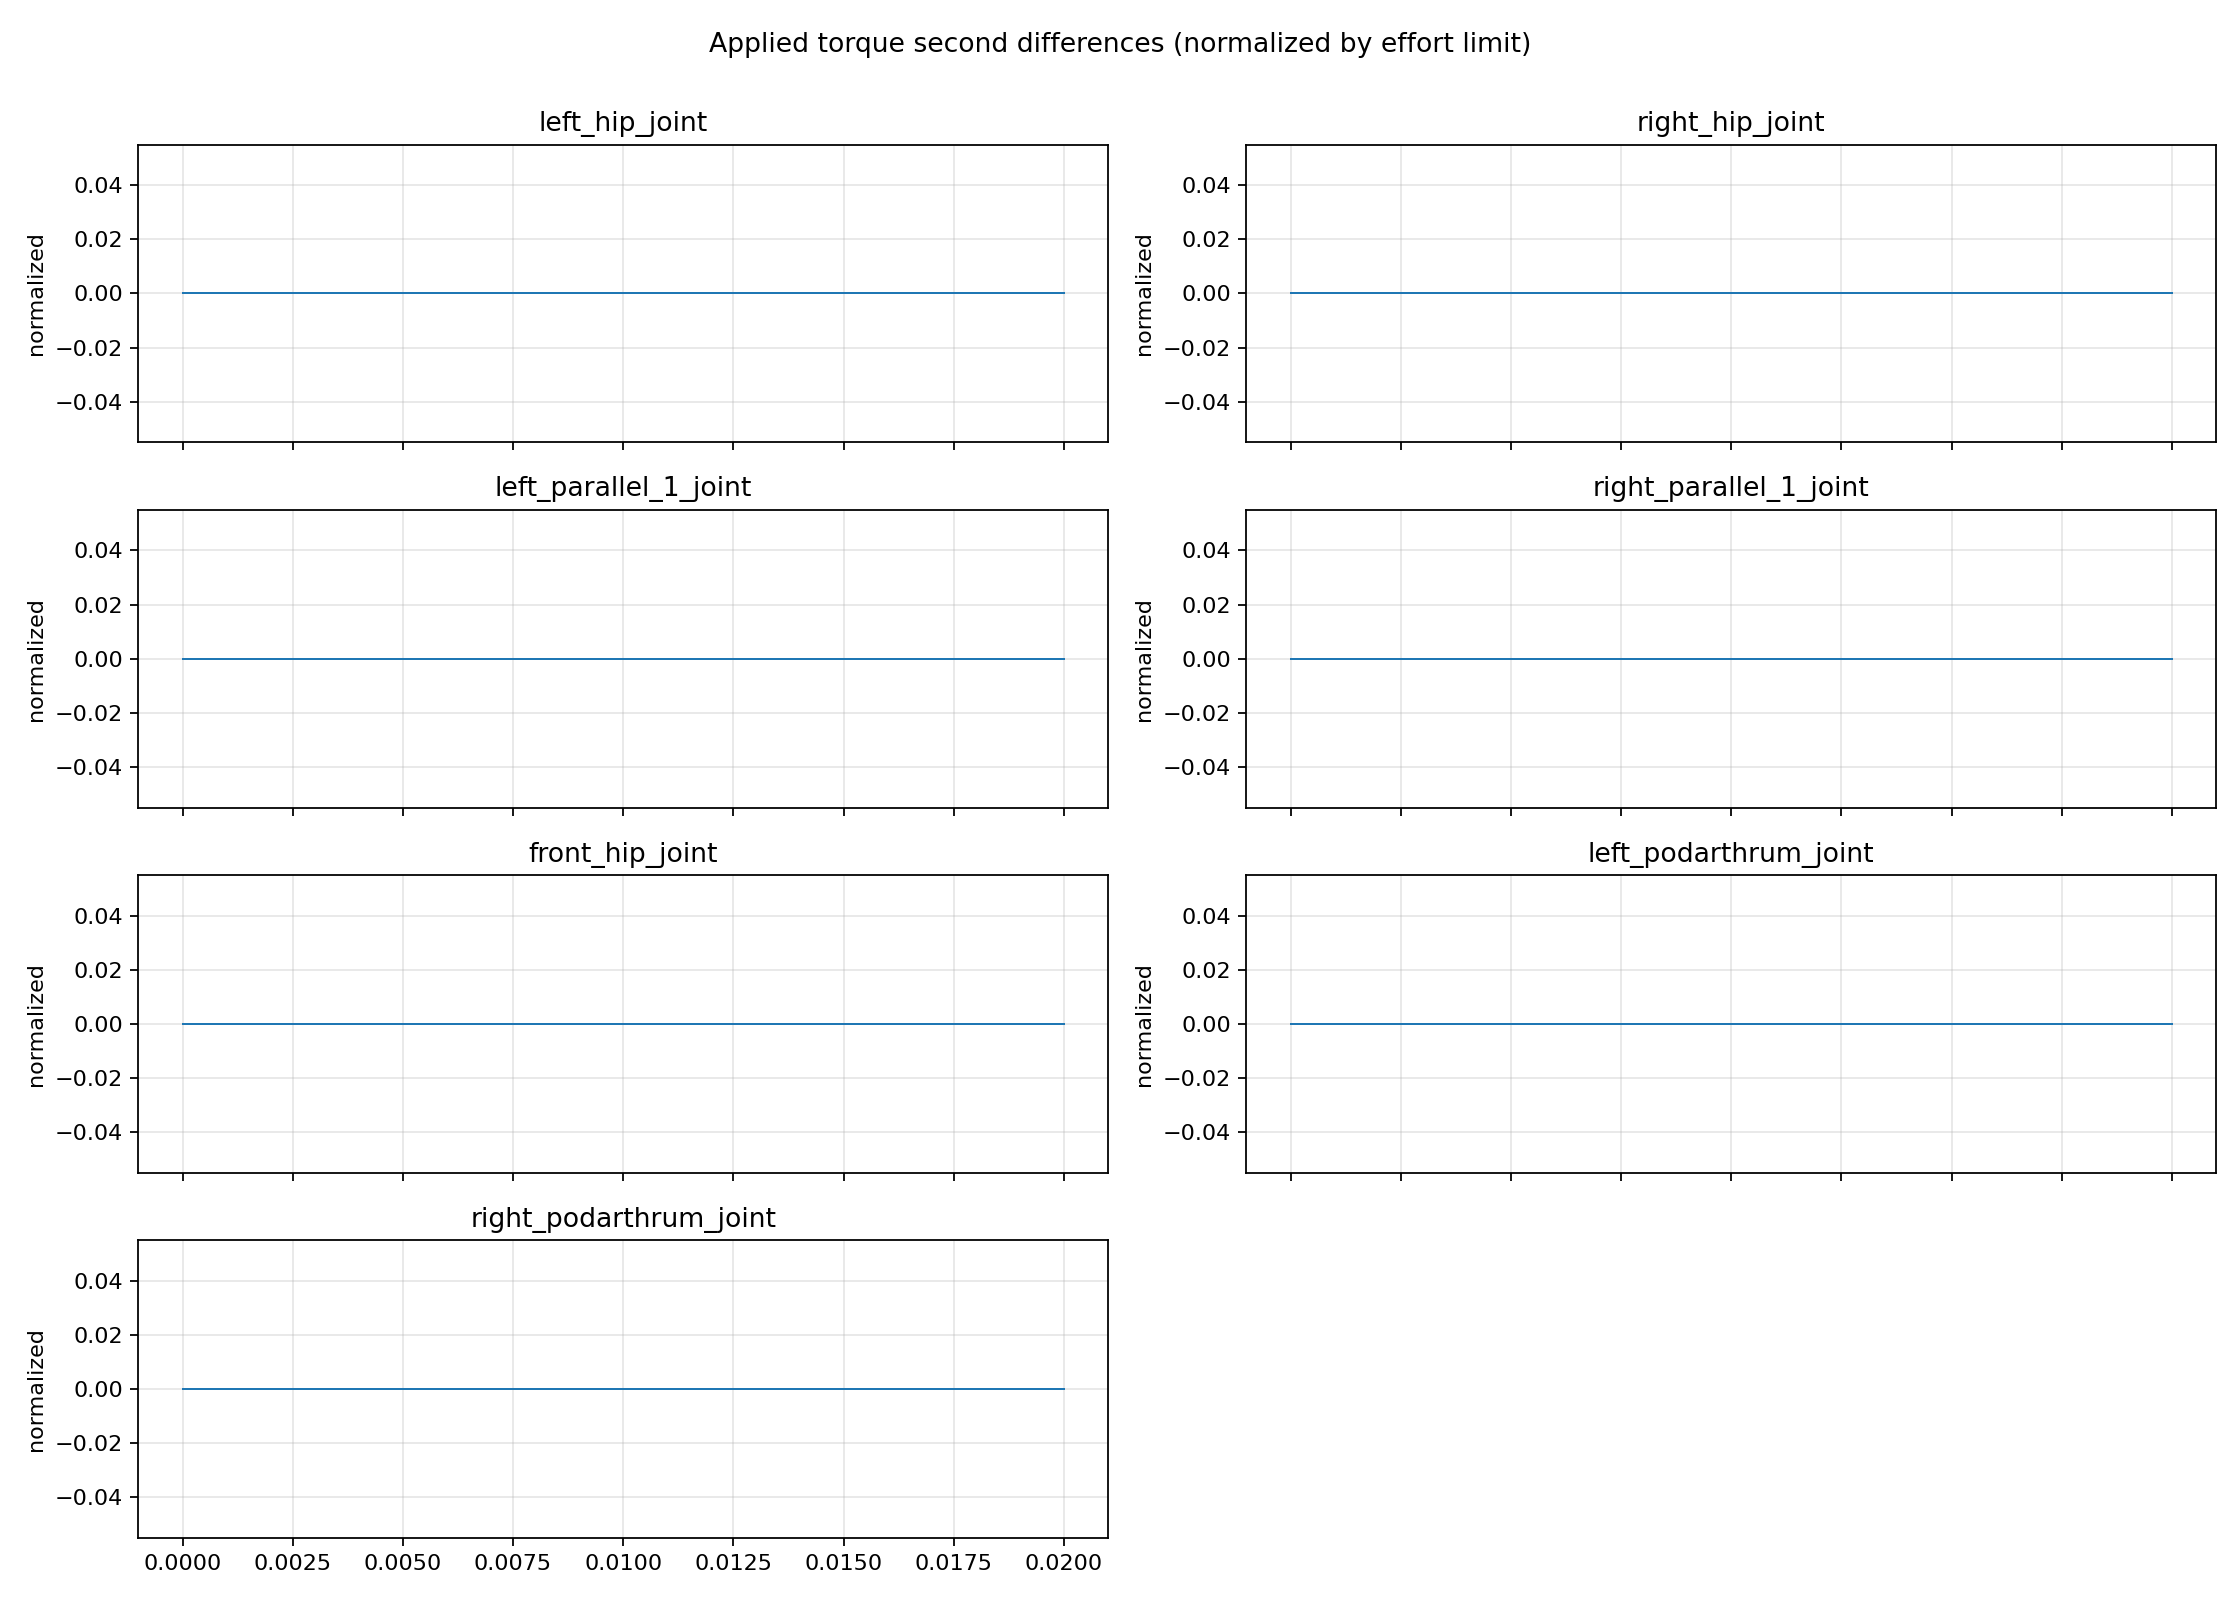 Applied torque second differences (normalized by effort limit)
left_hip_joint
normalized
0.04
0.02
0.00
−0.02
−0.04
right_hip_joint
normalized
0.04
0.02
0.00
−0.02
−0.04
left_parallel_1_joint
normalized
0.04
0.02
0.00
−0.02
−0.04
right_parallel_1_joint
normalized
0.04
0.02
0.00
−0.02
−0.04
front_hip_joint
normalized
0.04
0.02
0.00
−0.02
−0.04
left_podarthrum_joint
normalized
0.04
0.02
0.00
−0.02
−0.04
right_podarthrum_joint
normalized
0.04
0.02
0.00
−0.02
−0.04
0.0000 0.0025 0.0050 0.0075 0.0100 0.0125 0.0150 0.0175 0.0200